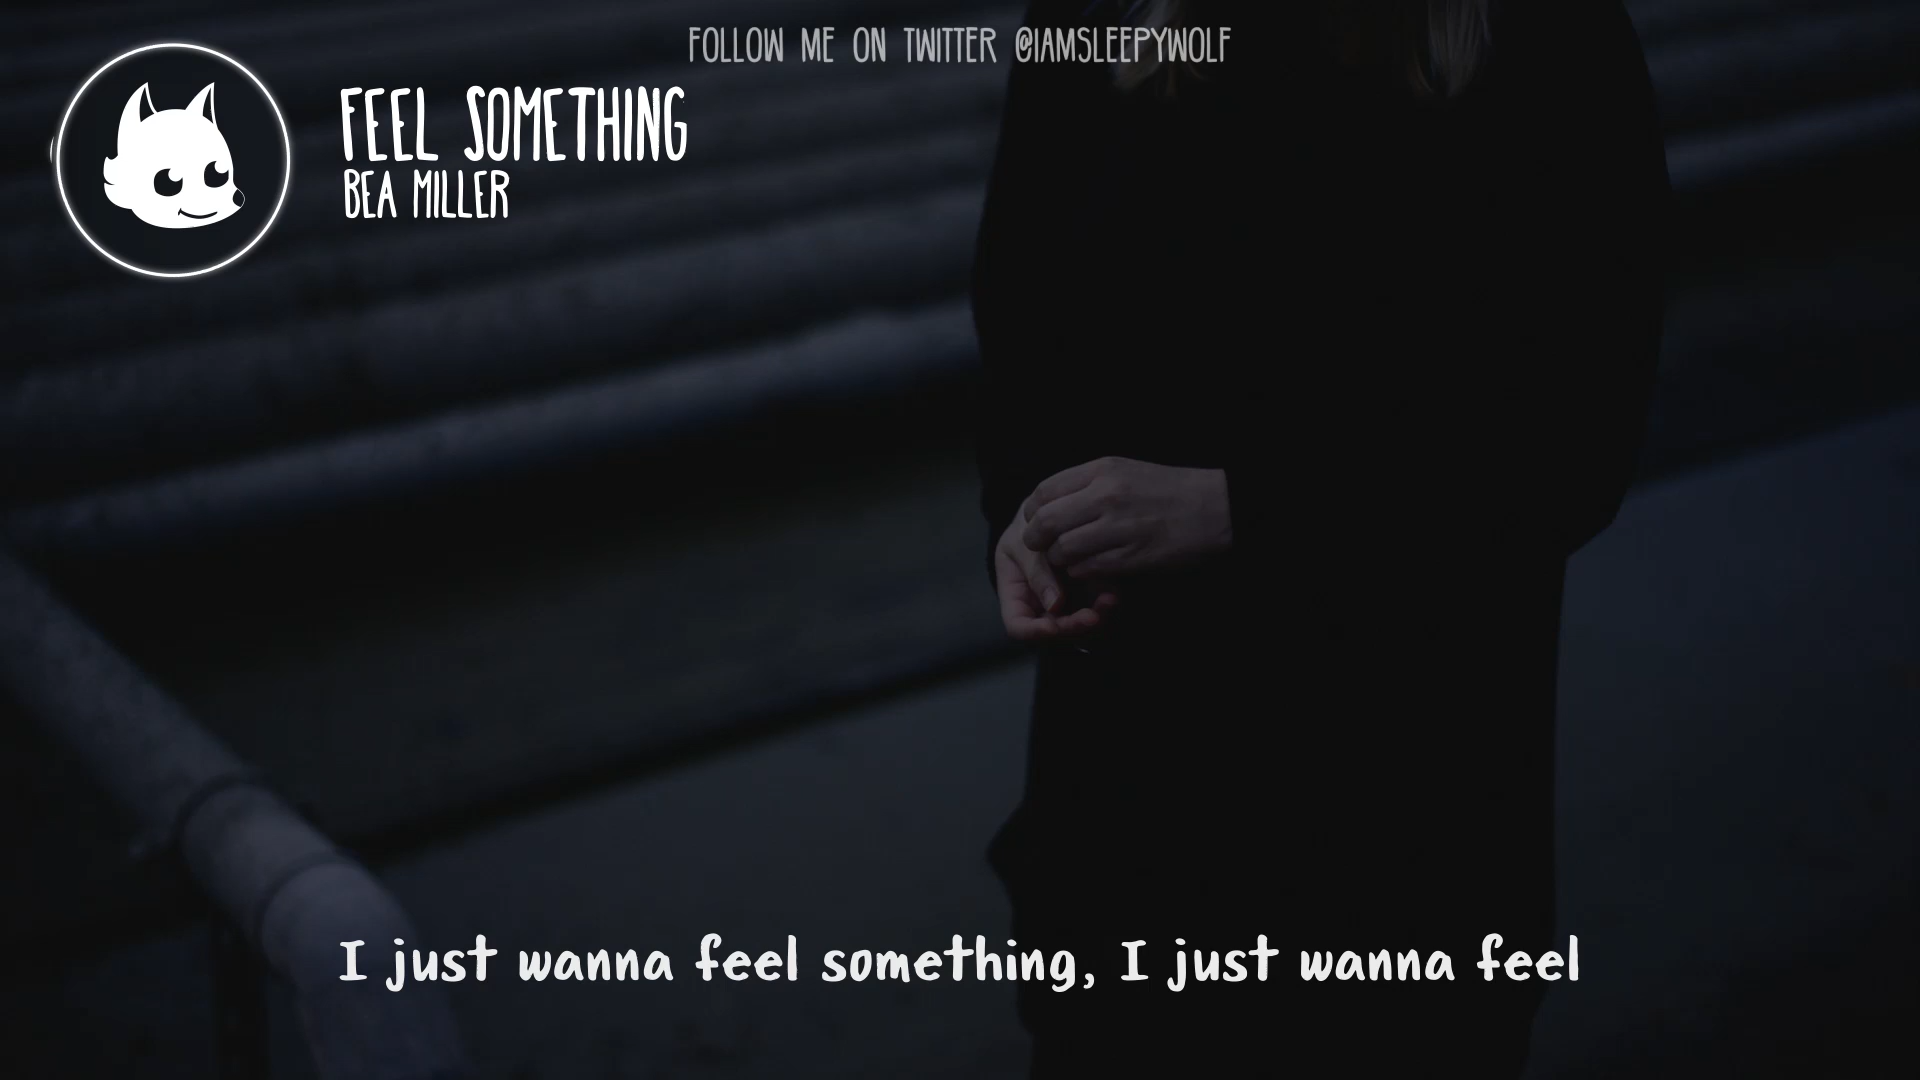 FOLLOW ME ON TWITTER @IAMSLEEPYWOLF
FEEL SOMETHING
BEA MILLER
I just wanna feel something, I just wanna feel